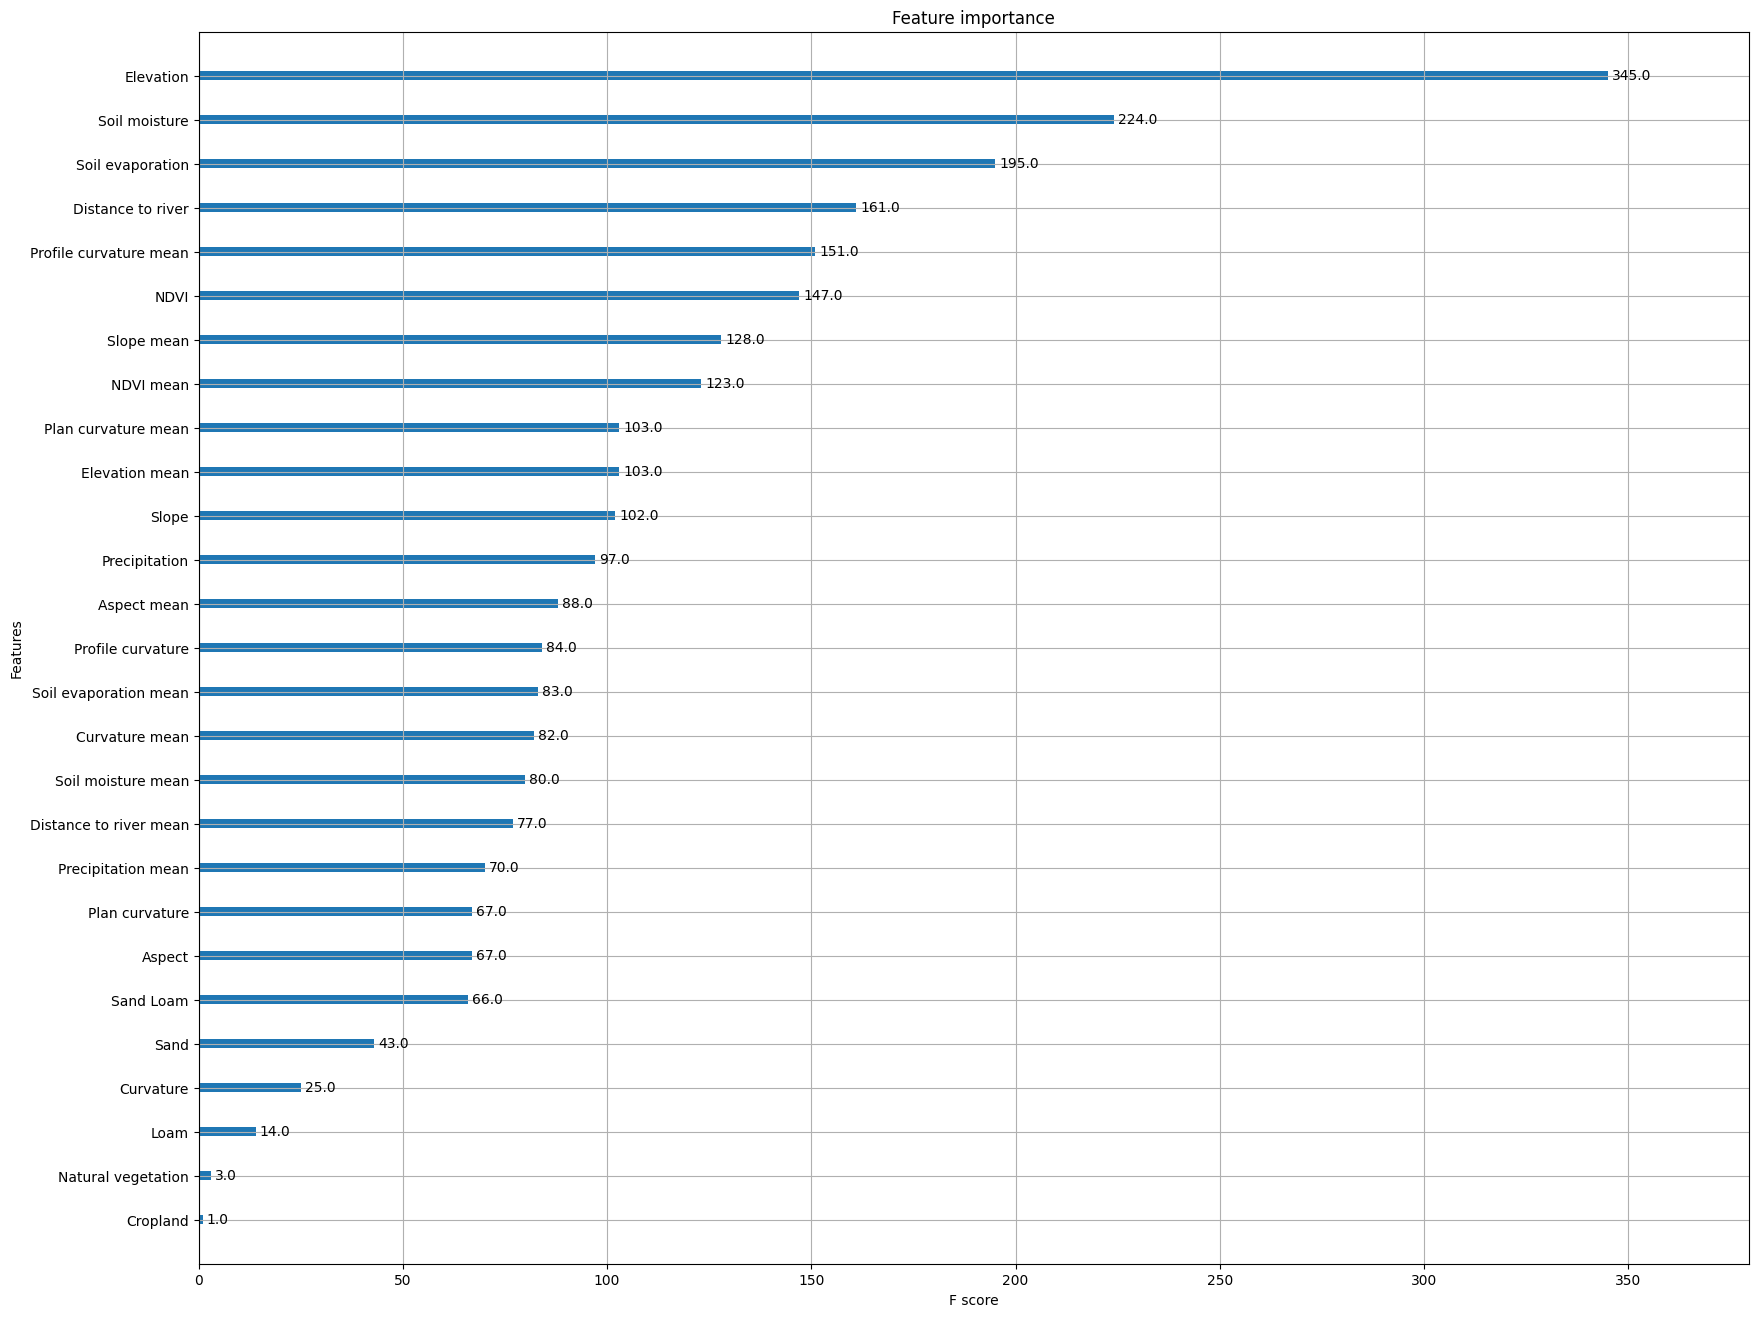 Feature importance
Elevation 345.0
Soil moisture 224.0
Soil evaporation 195.0
Distance to river 161.0
Profile curvature mean 151.0
NDVI 147.0
Slope mean 128.0
NDVI mean 123.0
Plan curvature mean 103.0
Elevation mean 103.0
Slope 102.0
Precipitation 97.0
Aspect mean 88.0
Profile curvature 84.0
Soil evaporation mean 83.0
Curvature mean 82.0
Soil moisture mean 80.0
Distance to river mean 77.0
Precipitation mean 70.0
Plan curvature 67.0
Aspect 67.0
Sand Loam 66.0
Sand 43.0
Curvature 25.0
Loam 14.0
Natural vegetation 3.0
Cropland 1.0
Features
0 50 100 150 200 250 300 350
F score